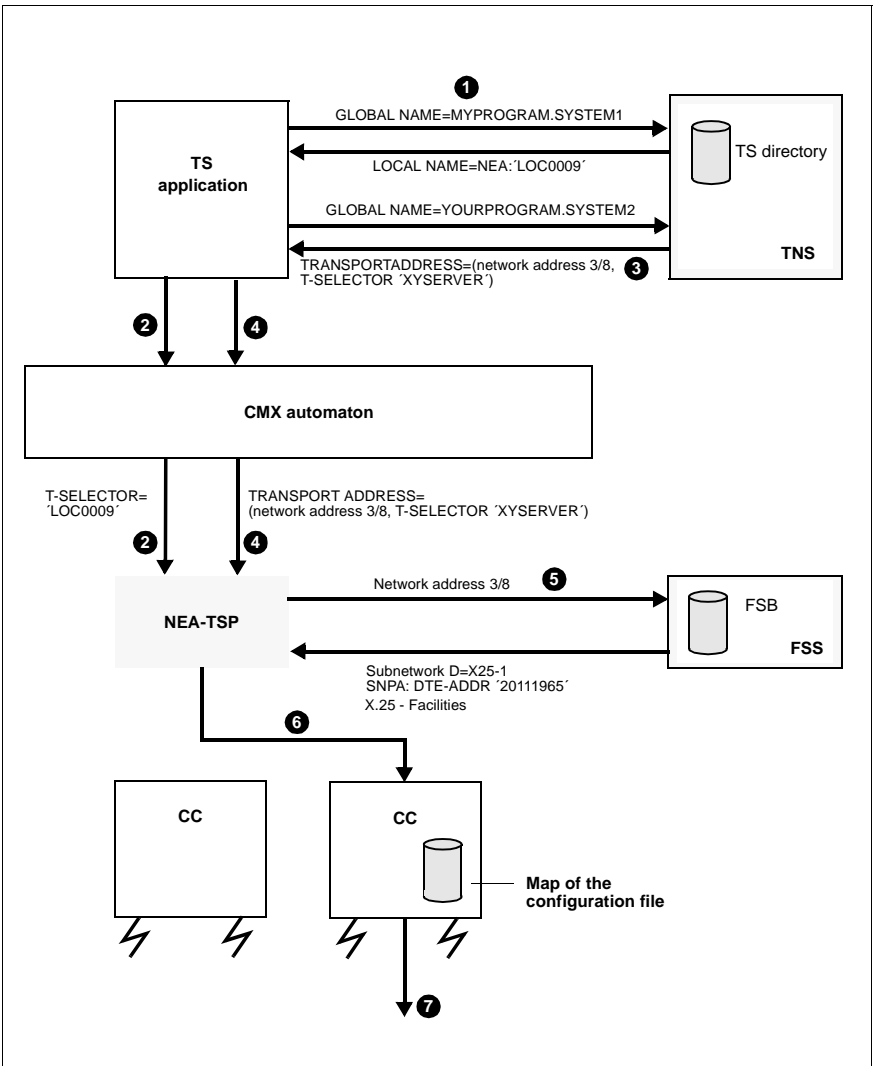 1
GLOBAL NAME=MYPROGRAM.SYSTEM1
TS
application
TS directory
LOCAL NAME=NEA:´LOC0009´
GLOBAL NAME=YOURPROGRAM.SYSTEM2
TNS
TRANSPORTADDRESS=(network address 3/8,
T-SELECTOR ´XYSERVER´)
3
2
4
CMX automaton
T-SELECTOR=
´LOC0009´
TRANSPORT ADDRESS=
(network address 3/8, T-SELECTOR ´XYSERVER´)
2
4
Network address 3/8
5
NEA-TSP
FSB
FSS
Subnetwork D=X25-1
SNPA: DTE-ADDR ´20111965´
X.25 - Facilities
6
CC
CC
Map of the
configuration file
7